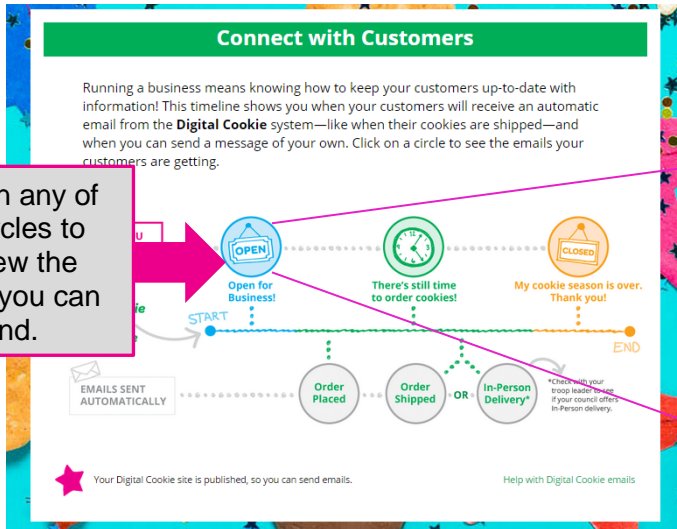 Connect with Customers
Running a business means knowing how to keep your customers up-to-date with
information! This timeline shows you when your customers will receive an automatic
email from the Digital Cookie system—like when their cookies are shipped—and
when you can send a message of your own. Click on a circle to see the emails your
customers are getting.
n any of
rcles to
ew the
you can
nd.
U
OPEN
CLOSED
Open for
Business!
There's still time
to order cookies!
My cookie season is over.
Thank you!
START
END
EMAILS SENT
AUTOMATICALLY
Order
Placed
Order
Shipped
OR
In-Person
Delivery*
*Check with your
troop leader to see
if your council offers
In-Person delivery.
Your Digital Cookie site is published, so you can send emails.
Help with Digital Cookie emails